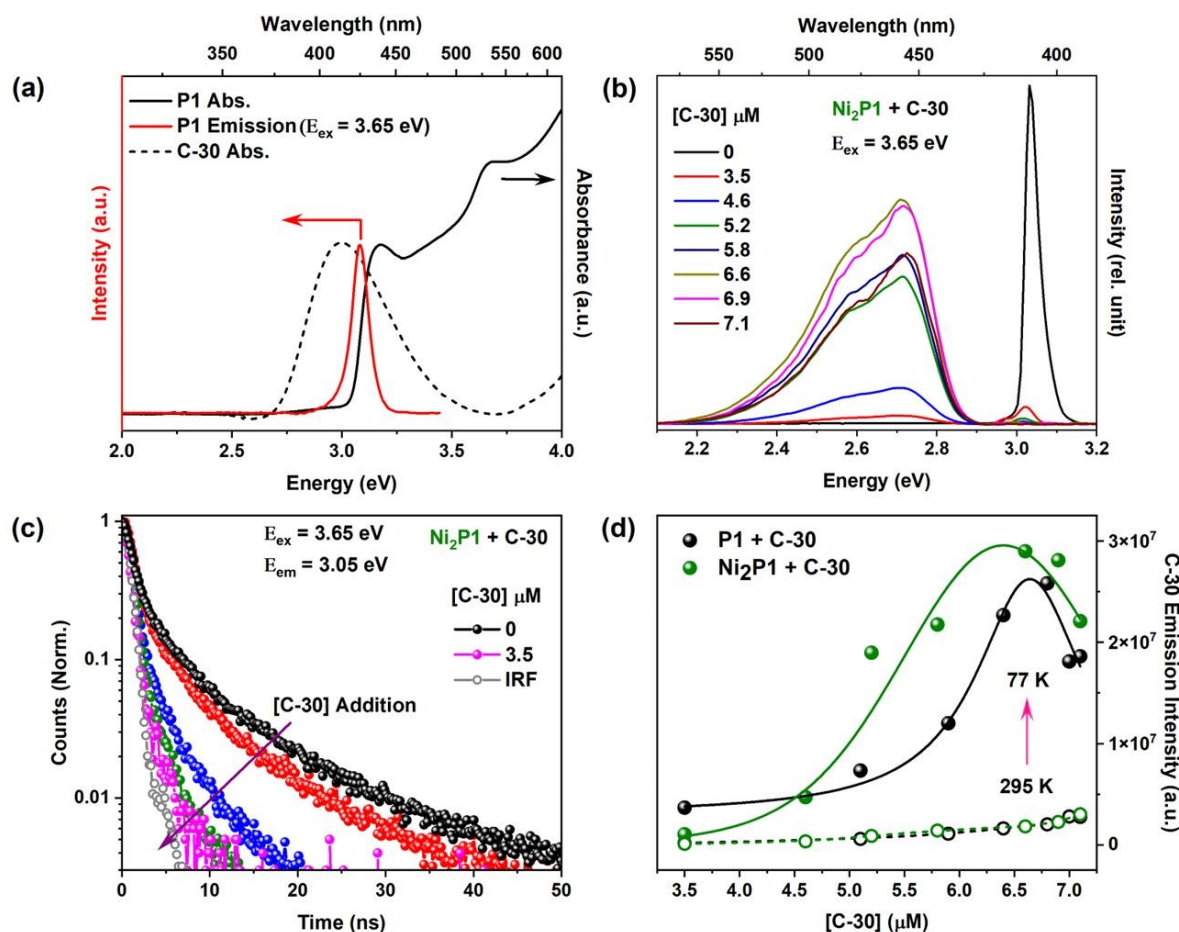 Wavelength (nm)
350 400 450 500 550 600
(a)
P1 Abs.
P1 Emission (Eex = 3.65 eV)
C-30 Abs.
Intensity (a.u.)
Absorbance (a.u.)
2.0 2.5 3.0 3.5 4.0
Energy (eV)
Wavelength (nm)
550 500 450 400
(b)
[C-30] μM
Ni₂P1 + C-30
Eex = 3.65 eV
0
3.5
4.6
5.2
5.8
6.6
6.9
7.1
Intensity (rel. unit)
2.2 2.4 2.6 2.8 3.0 3.2
Energy (eV)
(c)
Eex = 3.65 eV
Ni₂P1 + C-30
Eem = 3.05 eV
[C-30] μM
0
3.5
IRF
[C-30] Addition
Counts (Norm.)
1
0.1
0.01
0 10 20 30 40 50
Time (ns)
(d)
P1 + C-30
Ni₂P1 + C-30
77 K
295 K
3×10⁷
2×10⁷
1×10⁷
0
C-30 Emission Intensity (a.u.)
3.5 4.0 4.5 5.0 5.5 6.0 6.5 7.0
[C-30] (μM)